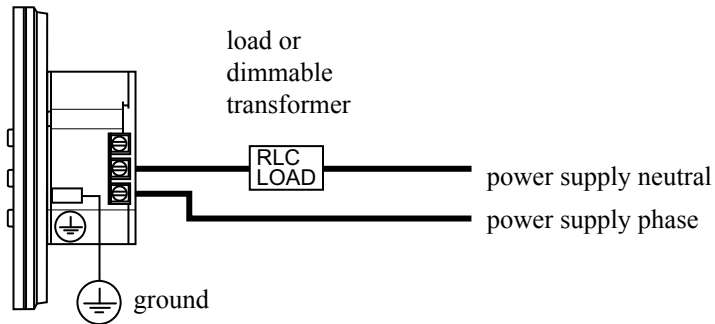 load or
dimmable
transformer
RLC
LOAD
power supply neutral
power supply phase
ground